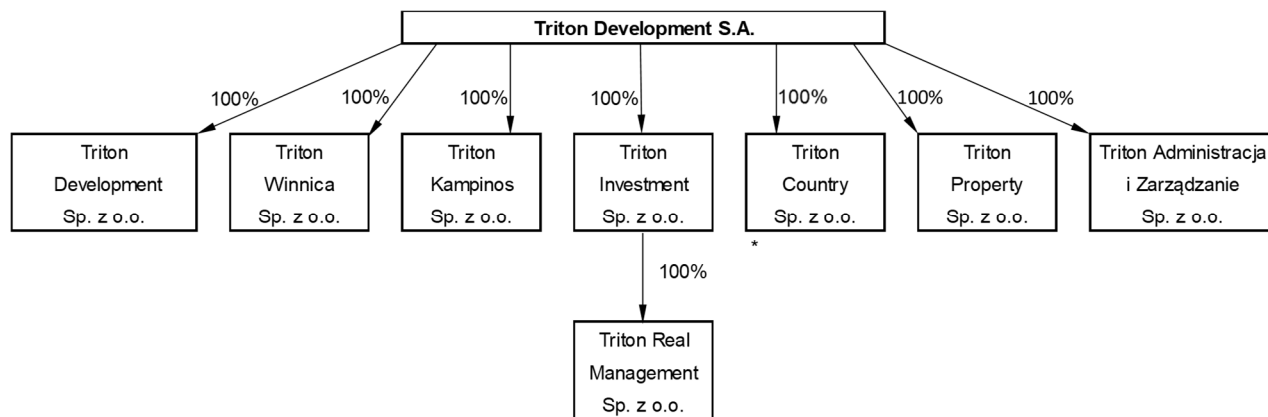 Triton Development S.A.
100%
100%
100%
100%
100%
100%
100%
Triton
Development
Sp. z o.o.
Triton
Winnica
Sp. z o.o.
Triton
Kampinos
Sp. z o.o.
Triton
Investment
Sp. z o.o.
Triton
Country
Sp. z o.o.
*
Triton
Property
Sp. z o.o.
Triton Administracja
i Zarządzanie
Sp. z o.o.
100%
Triton Real
Management
Sp. z o.o.